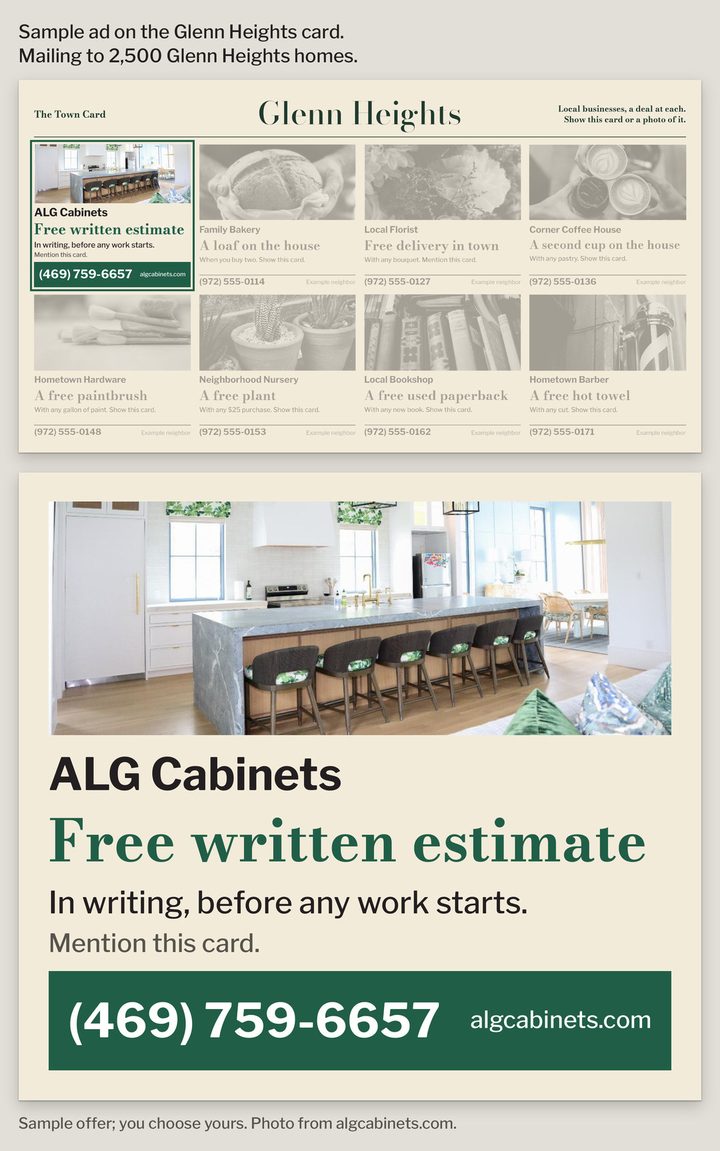 Sample ad on the Glenn Heights card.
Mailing to 2,500 Glenn Heights homes.
The Town Card
Glenn Heights
Local businesses, a deal at each.
Show this card or a photo of it.
ALG Cabinets
Free written estimate
In writing, before any work starts.
Mention this card.
(469) 759-6657 algcabinets.com
Family Bakery
A loaf on the house
When you buy two. Show this card.
(972) 555-0114 Example neighbor
Local Florist
Free delivery in town
With any bouquet. Mention this card.
(972) 555-0127 Example neighbor
Corner Coffee House
A second cup on the house
With any pastry. Show this card.
(972) 555-0136 Example neighbor
Hometown Hardware
A free paintbrush
With any gallon of paint. Show this card.
(972) 555-0148 Example neighbor
Neighborhood Nursery
A free plant
With any $25 purchase. Show this card.
(972) 555-0153 Example neighbor
Local Bookshop
A free used paperback
With any new book. Show this card.
(972) 555-0162 Example neighbor
Hometown Barber
A free hot towel
With any cut. Show this card.
(972) 555-0171 Example neighbor
ALG Cabinets
Free written estimate
In writing, before any work starts.
Mention this card.
(469) 759-6657 algcabinets.com
Sample offer; you choose yours. Photo from algcabinets.com.